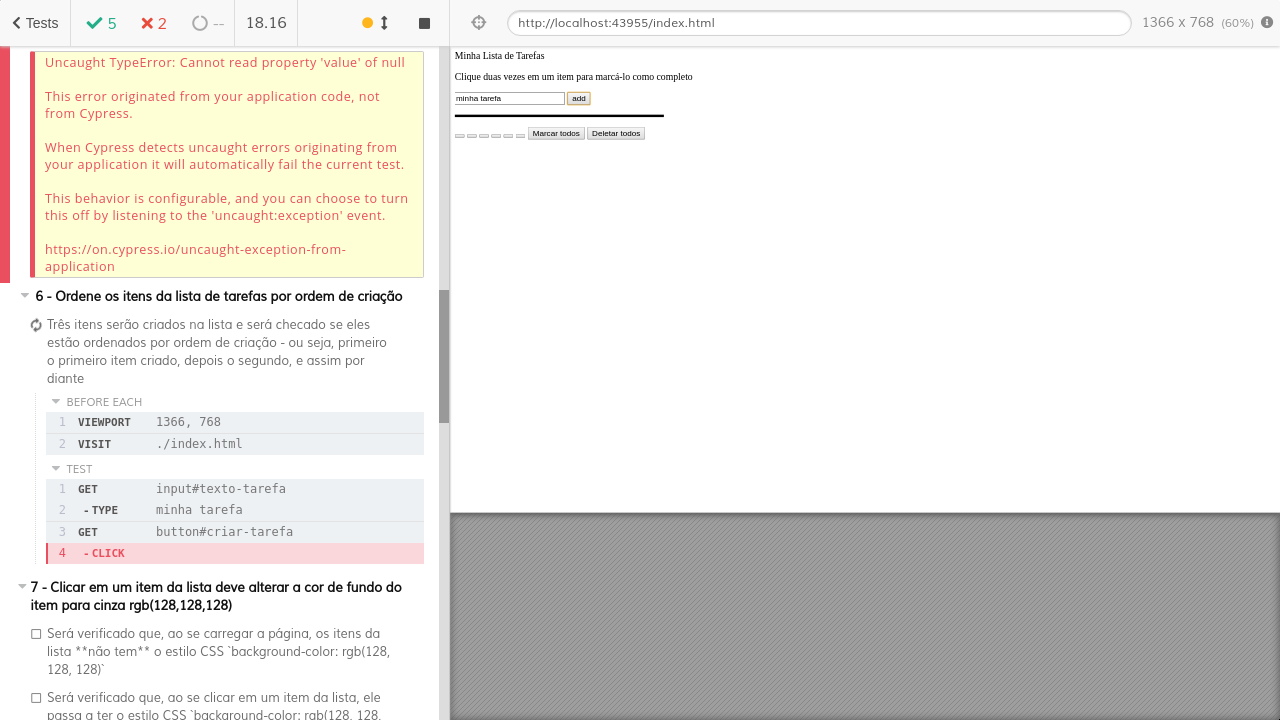 Tests
5
2
--
18.16
http://localhost:43955/index.html
1366 x 768 (60%)
Uncaught TypeError: Cannot read property 'value' of null
This error originated from your application code, not
from Cypress.
When Cypress detects uncaught errors originating from
your application it will automatically fail the current test.
This behavior is configurable, and you can choose to turn
this off by listening to the 'uncaught:exception' event.
https://on.cypress.io/uncaught-exception-from-
application
6 - Ordene os itens da lista de tarefas por ordem de criação
Três itens serão criados na lista e será checado se eles
estão ordenados por ordem de criação - ou seja, primeiro
o primeiro item criado, depois o segundo, e assim por
diante
BEFORE EACH
1 VIEWPORT 1366, 768
2 VISIT ./index.html
TEST
1 GET input#texto-tarefa
2 -TYPE minha tarefa
3 GET button#criar-tarefa
4 -CLICK
7 - Clicar em um item da lista deve alterar a cor de fundo do
item para cinza rgb(128,128,128)
Será verificado que, ao se carregar a página, os itens da
lista **não tem** o estilo CSS `background-color: rgb(128,
128, 128)`
Será verificado que, ao se clicar em um item da lista, ele
passa a ter o estilo CSS `background-color: rgb(128, 128,
Minha Lista de Tarefas
Clique duas vezes em um item para marcá-lo como completo
minha tarefa add
Marcar todos Deletar todos